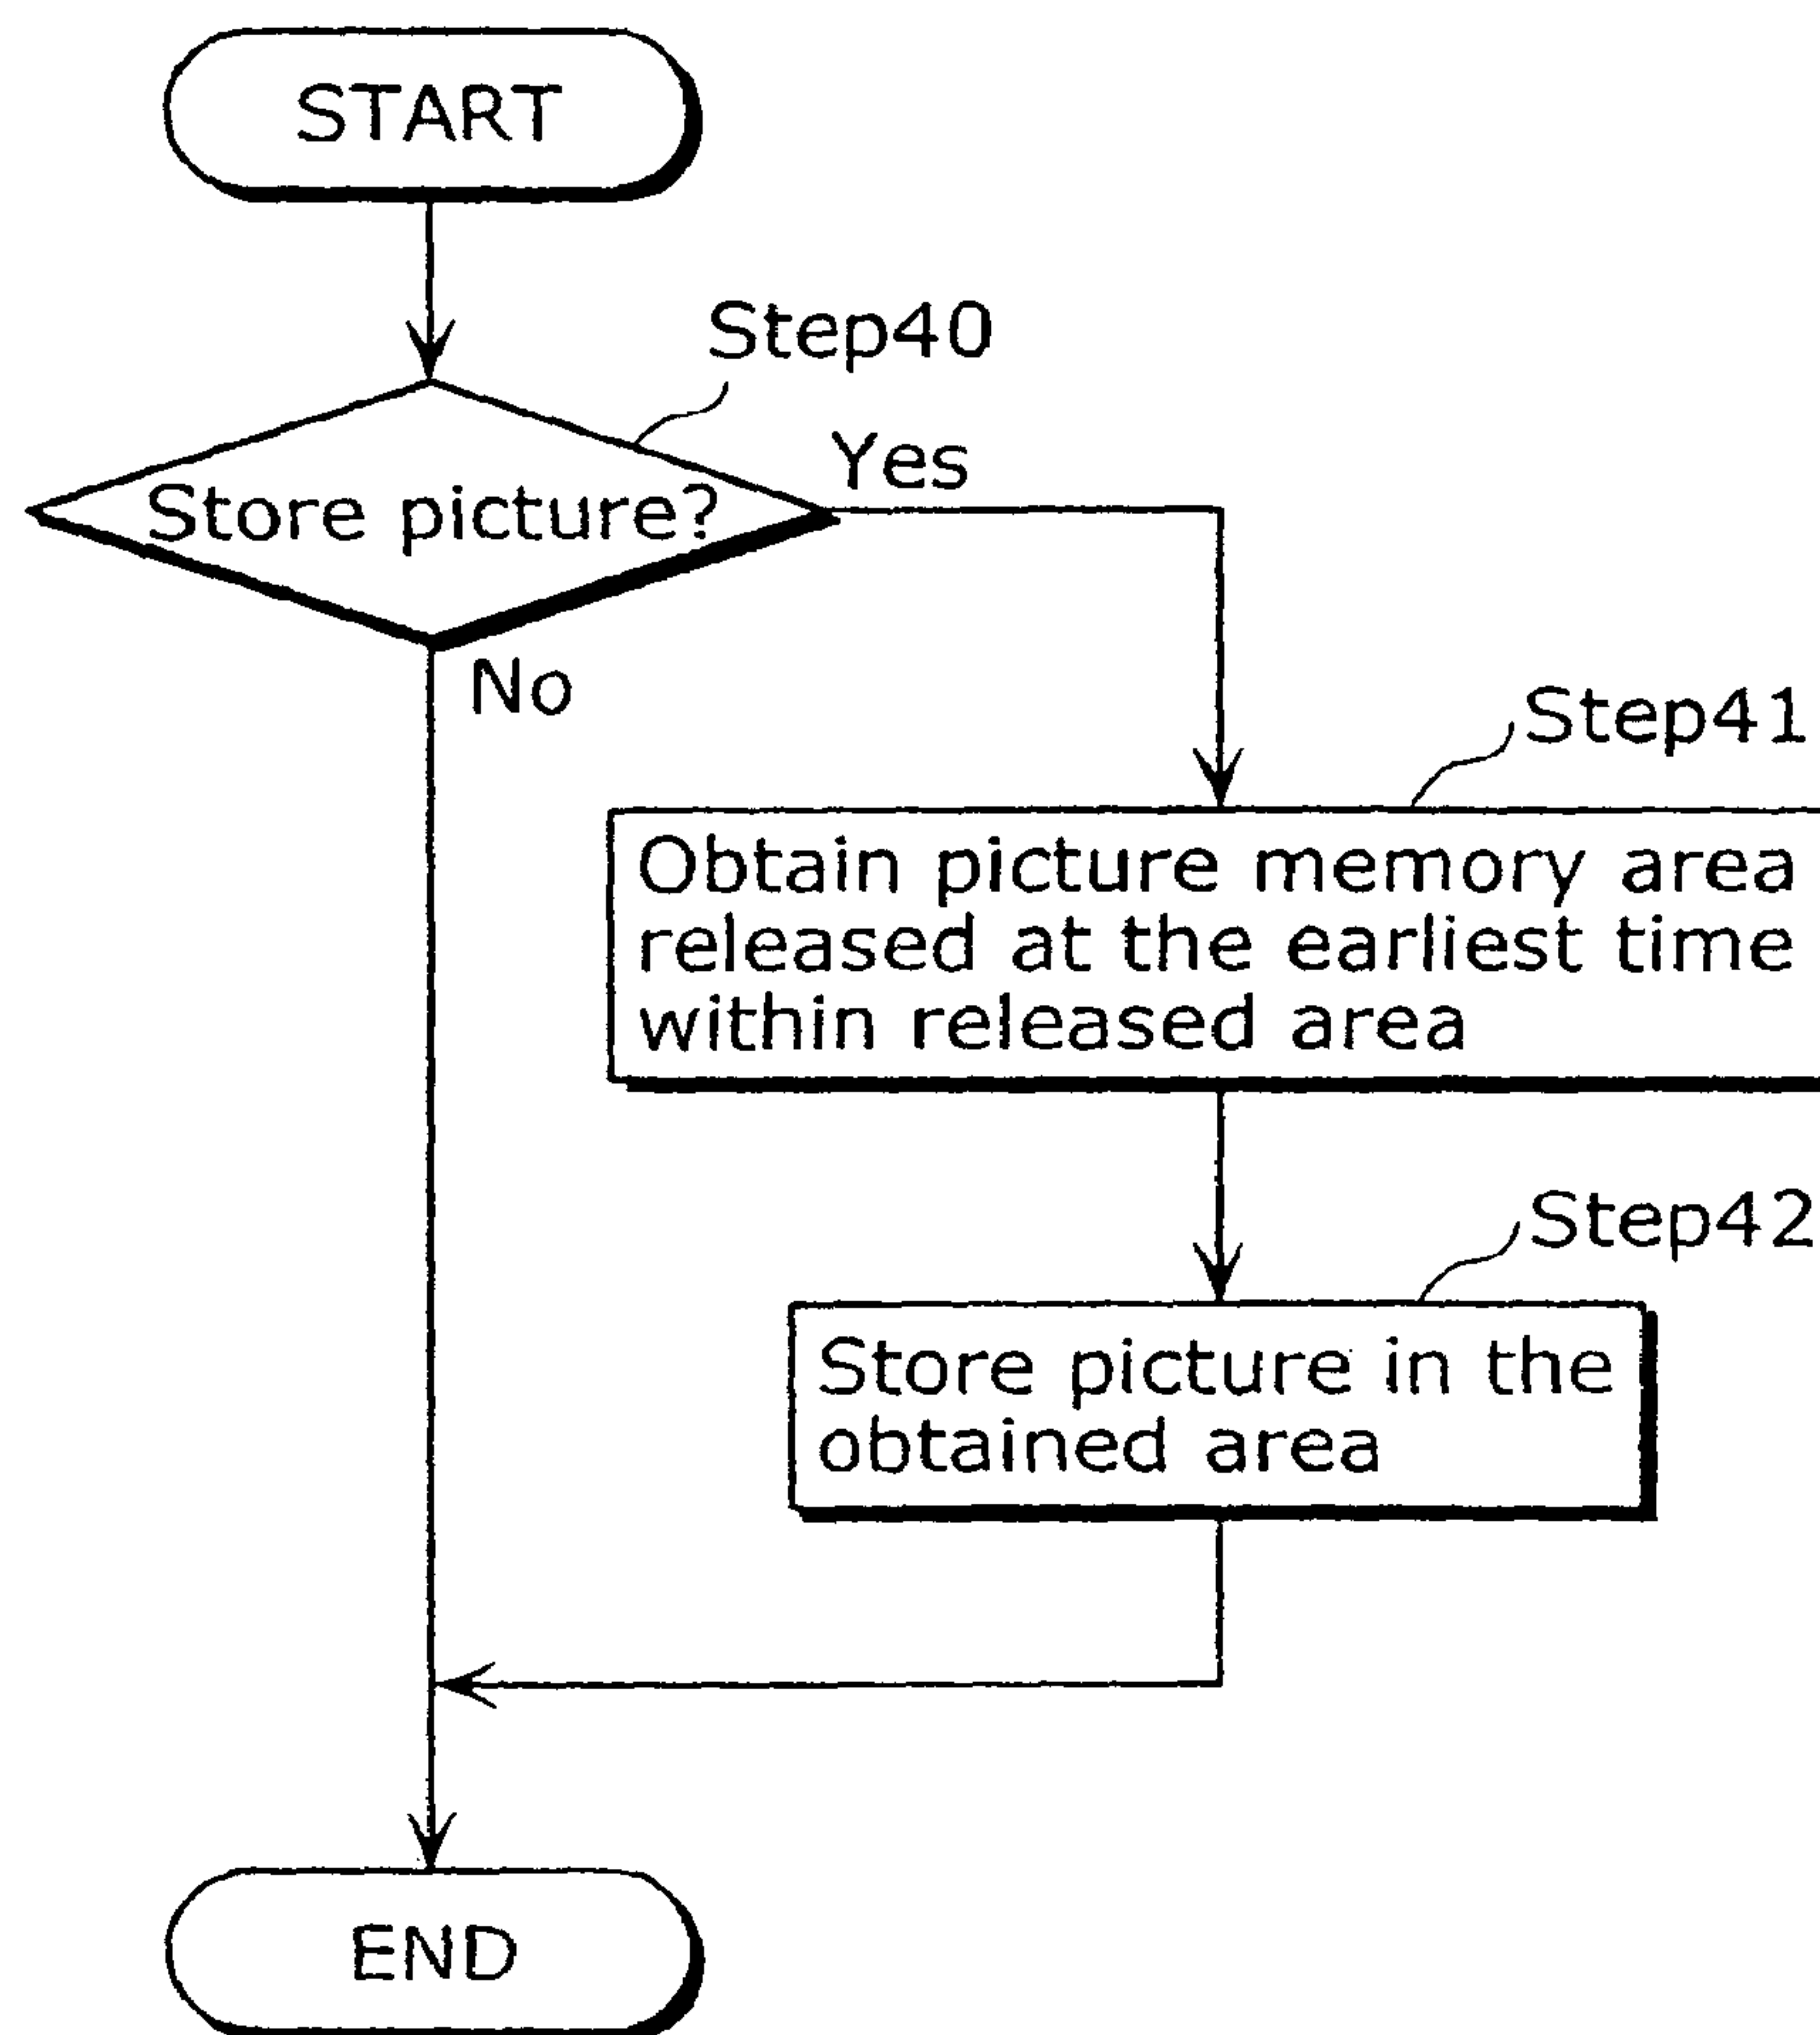 START
Step40
Yes
Store picture?
No
Step41
Obtain picture memory area
released at the earliest time
within released area
Step42
Store picture in the
obtained area
END